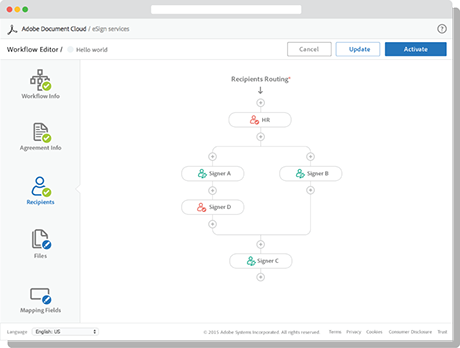 Adobe Document Cloud / eSign services
Workflow Editor / Hello world
Cancel
Update
Activate
Workflow Info
Agreement Info
Recipients
Files
Mapping Fields
Recipients Routing*
HR
Signer A
Signer B
Signer D
Signer C
Language English: US
© 2015 Adobe Systems Incorporated. All rights reserved. Terms Privacy Cookies Consumer Disclosure Trust